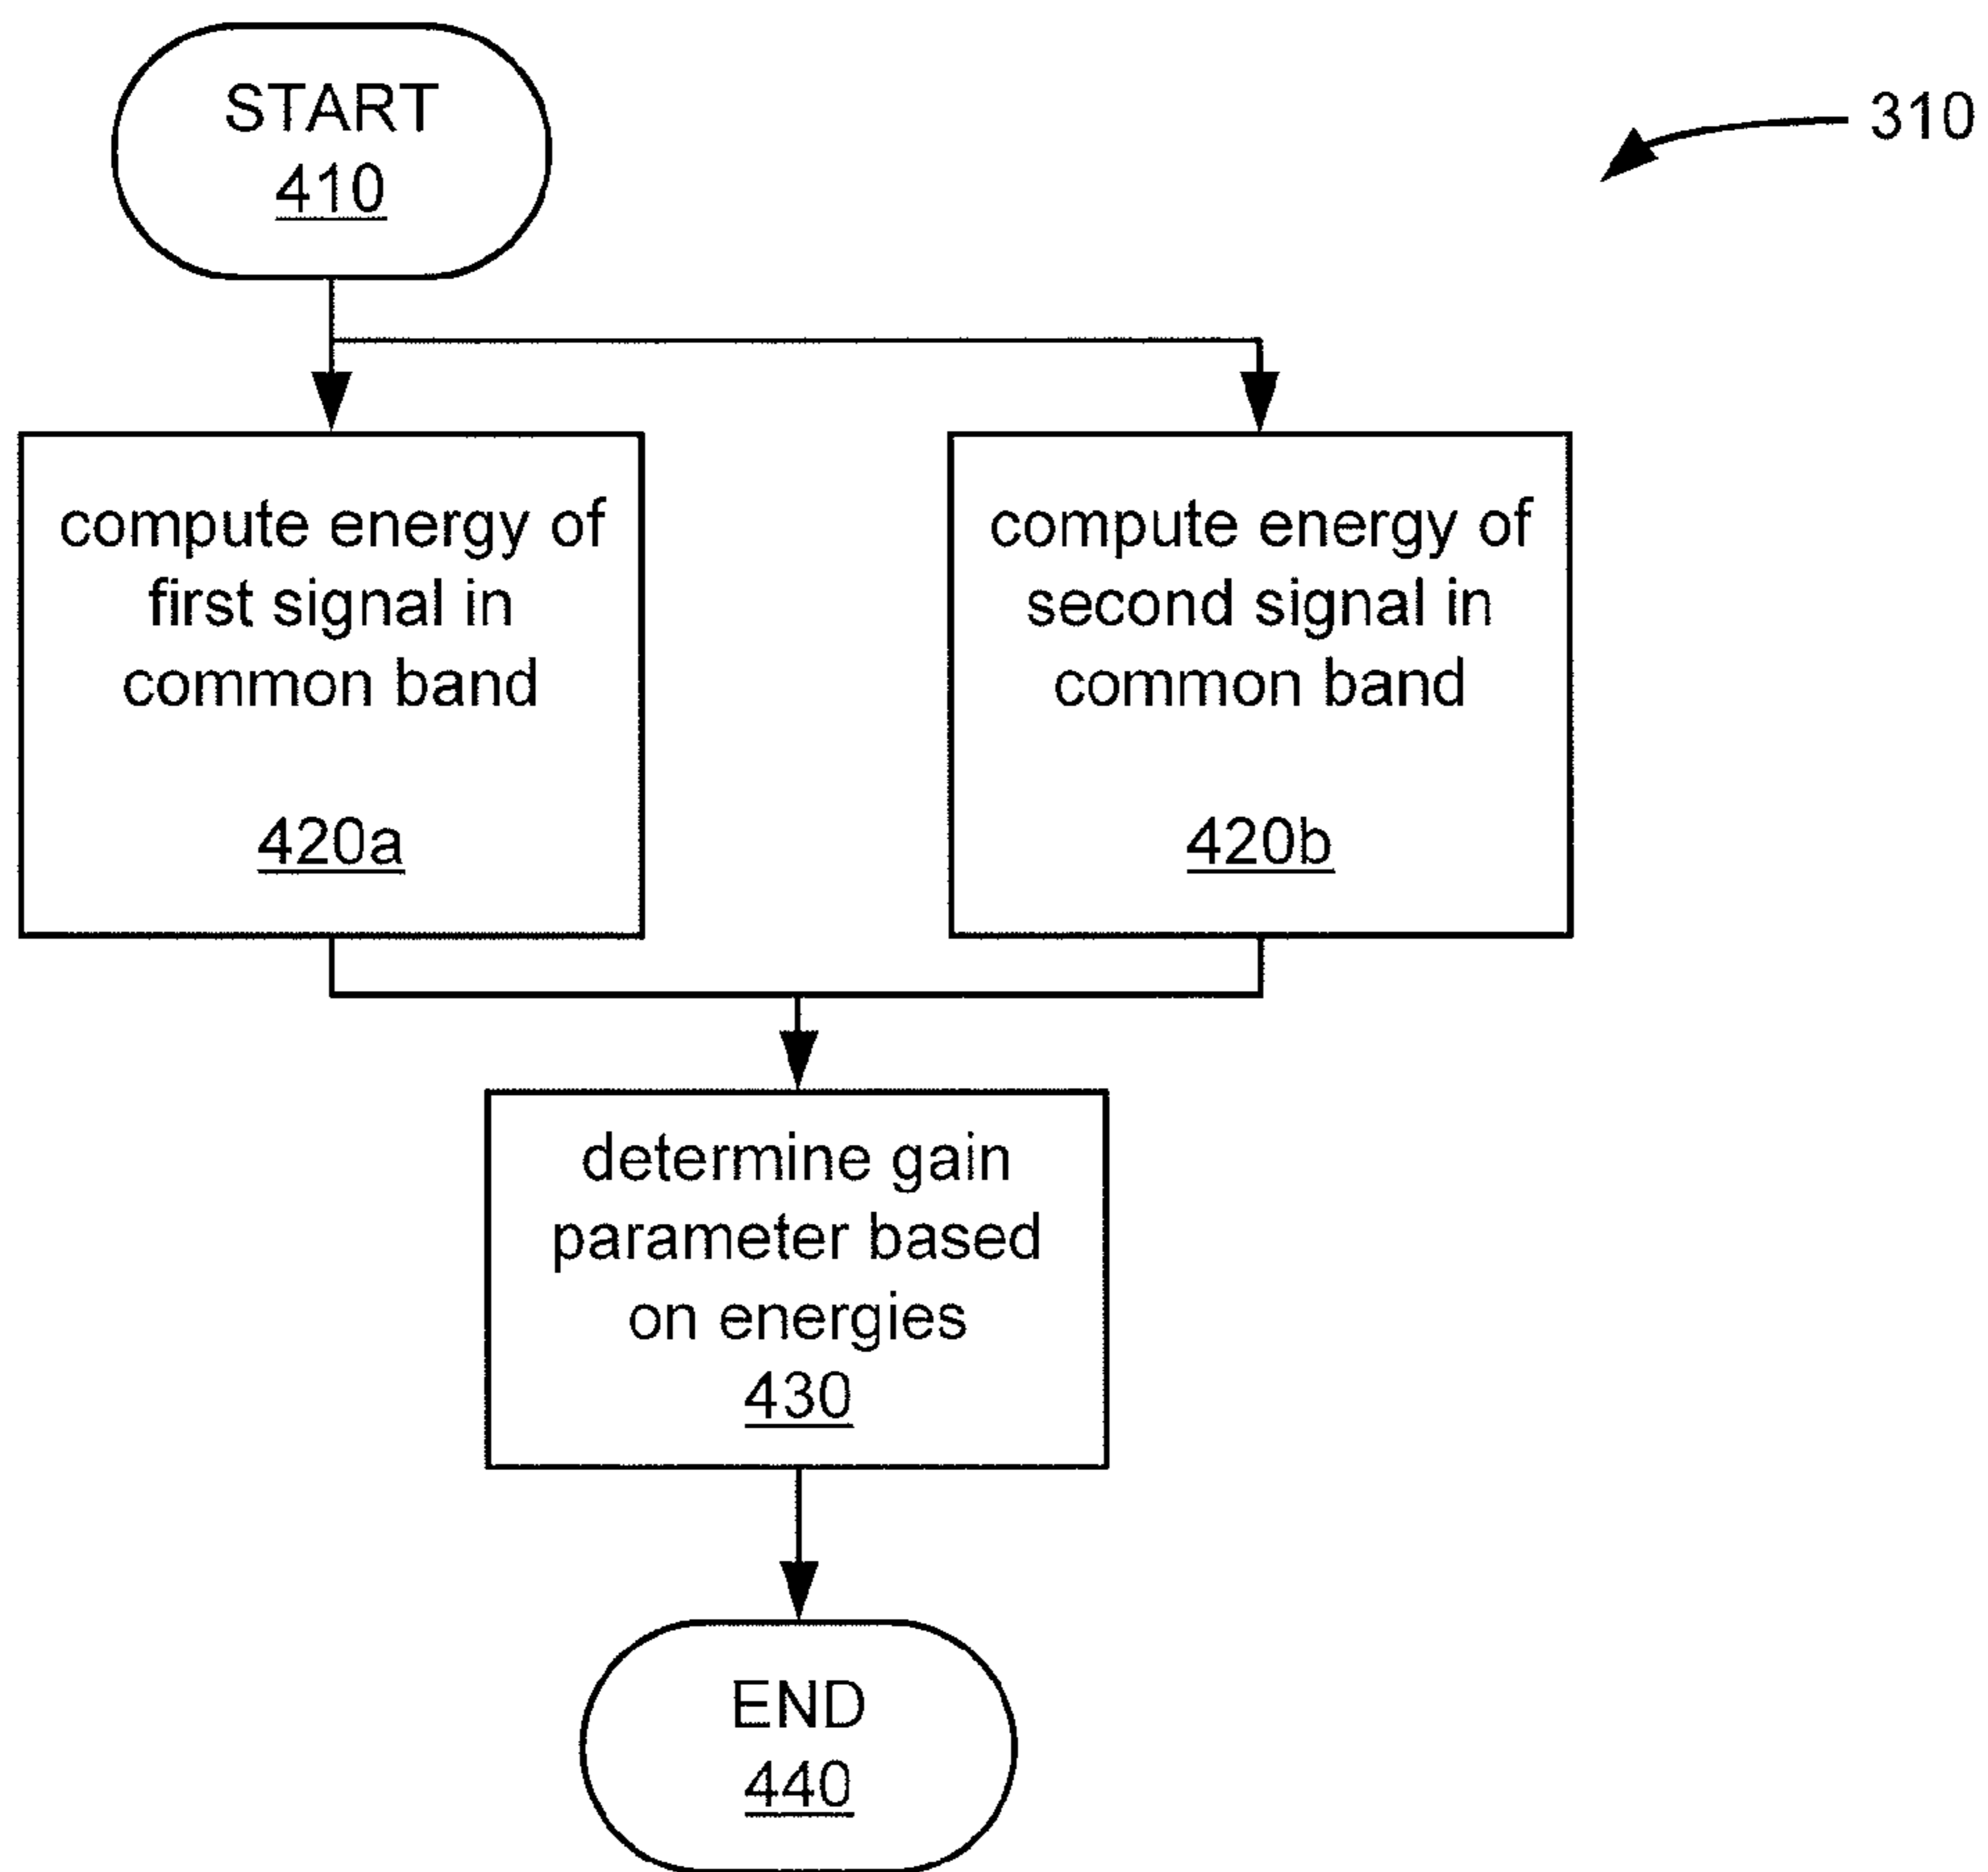 START
410
310
compute energy of
first signal in
common band
420a
compute energy of
second signal in
common band
420b
determine gain
parameter based
on energies
430
END
440